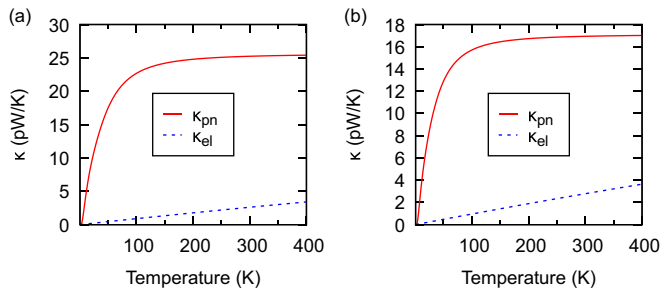 (a)
30
25
20
15
10
5
0
κ (pW/K)
κpn
κel
100 200 300 400
Temperature (K)
(b)
18
16
14
12
10
8
6
4
2
0
κ (pW/K)
κpn
κel
100 200 300 400
Temperature (K)